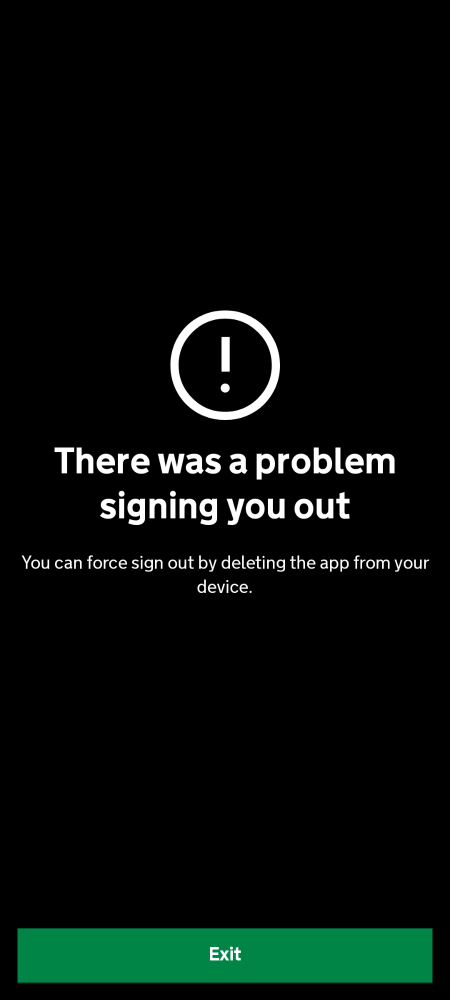 There was a problem
signing you out
You can force sign out by deleting the app from your
device.
Exit